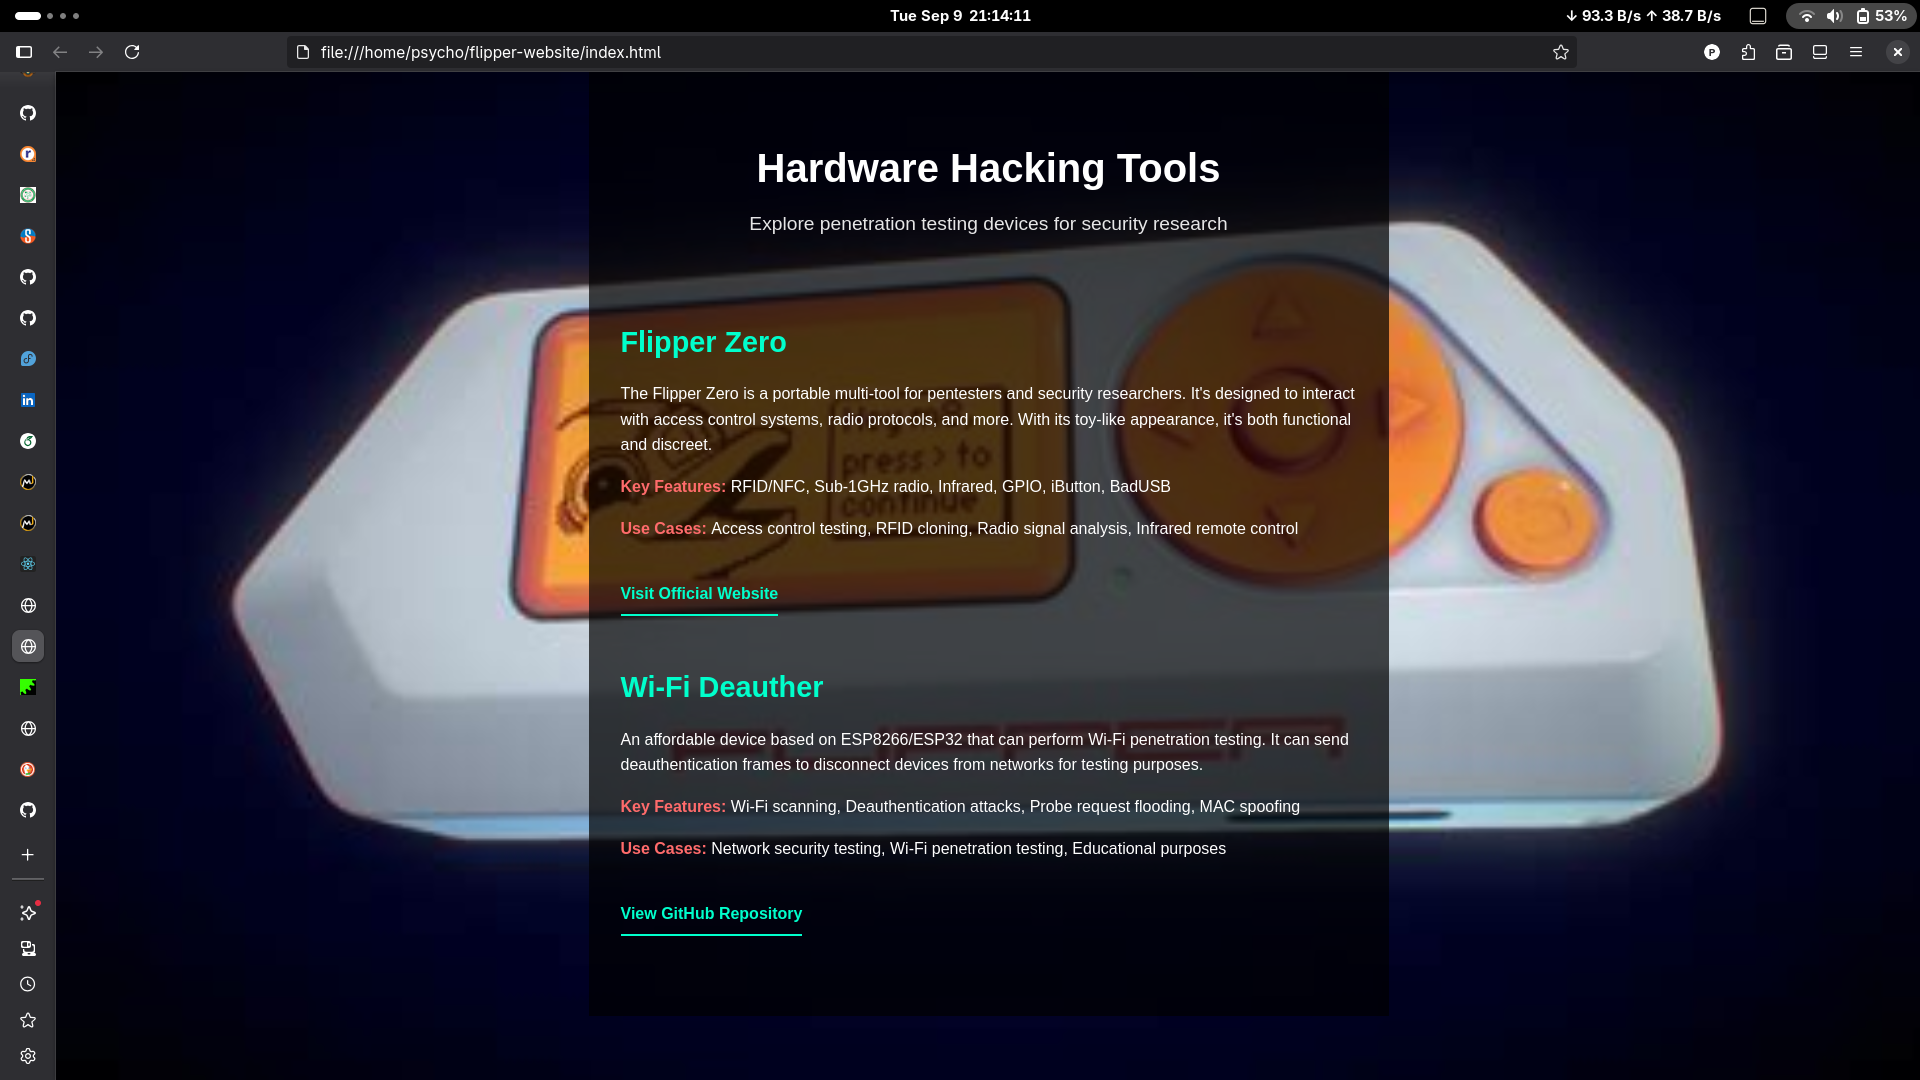 Tue Sep 9 21:14:11
↓ 93.3 B/s ↑ 38.7 B/s
53%
file:///home/psycho/flipper-website/index.html
Hardware Hacking Tools
Explore penetration testing devices for security research
Flipper Zero
The Flipper Zero is a portable multi-tool for pentesters and security researchers. It's designed to interact
with access control systems, radio protocols, and more. With its toy-like appearance, it's both functional
and discreet.
press > to
continue
Key Features: RFID/NFC, Sub-1GHz radio, Infrared, GPIO, iButton, BadUSB
Use Cases: Access control testing, RFID cloning, Radio signal analysis, Infrared remote control
Visit Official Website
Wi-Fi Deauther
An affordable device based on ESP8266/ESP32 that can perform Wi-Fi penetration testing. It can send
deauthentication frames to disconnect devices from networks for testing purposes.
Key Features: Wi-Fi scanning, Deauthentication attacks, Probe request flooding, MAC spoofing
Use Cases: Network security testing, Wi-Fi penetration testing, Educational purposes
View GitHub Repository